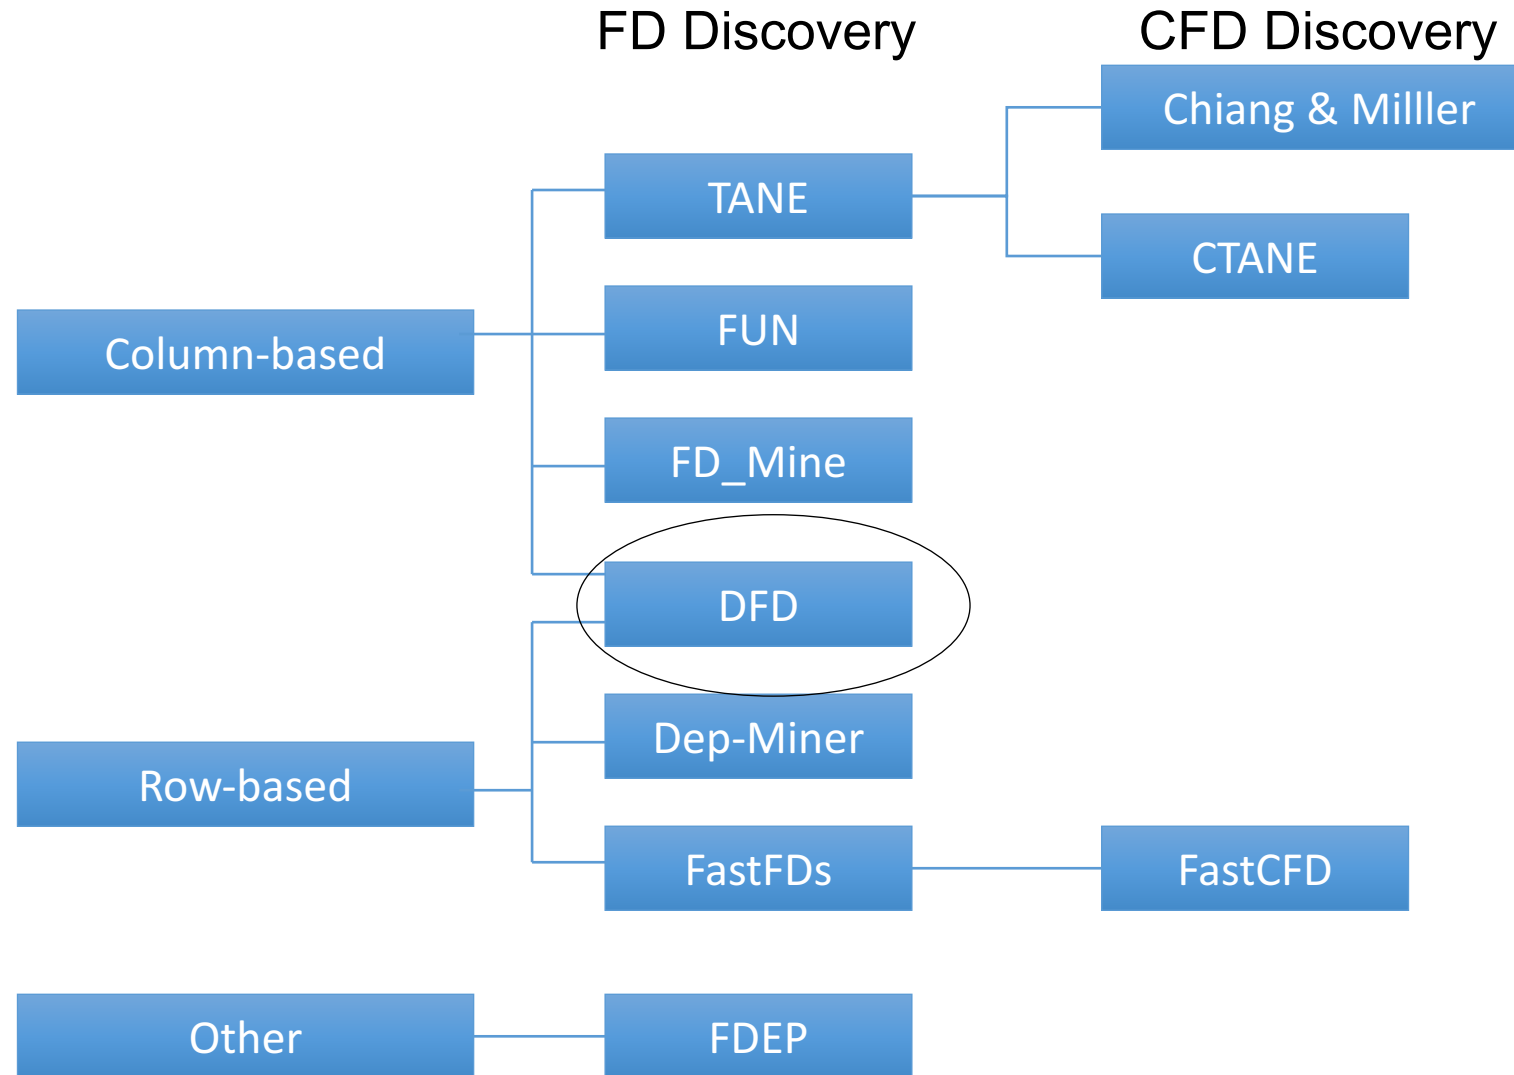 FD Discovery
CFD Discovery
Chiang & Milller
TANE
CTANE
FUN
Column-based
FD_Mine
DFD
Dep-Miner
Row-based
FastFDs
FastCFD
Other
FDEP